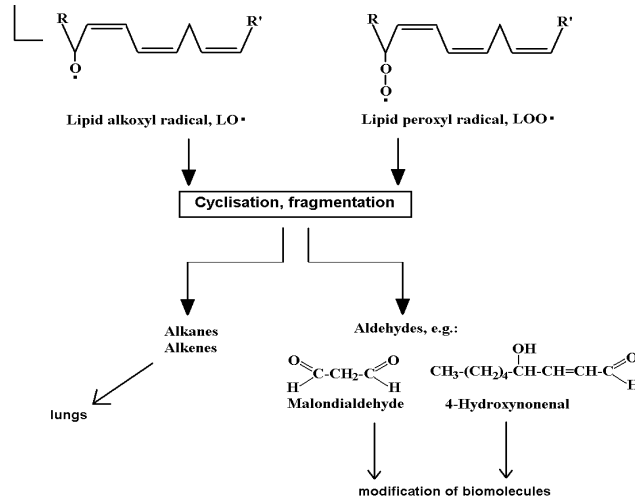 R R'
O
•
Lipid alkoxyl radical, LO•
R R'
O
O
•
Lipid peroxyl radical, LOO•
Cyclisation, fragmentation
Alkanes
Alkenes
lungs
Aldehydes, e.g.:
O O
C-CH₂-C
H H
Malondialdehyde
OH
CH₃-(CH₂)₄-CH-CH=CH-C
O
H
4-Hydroxynonenal
modification of biomolecules